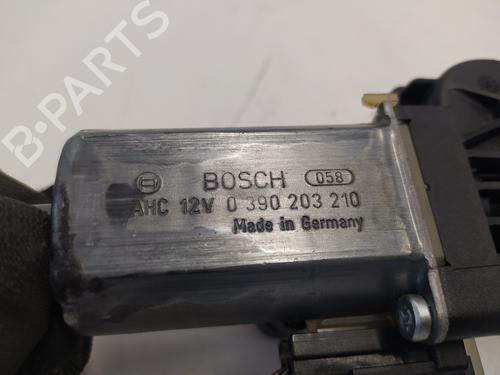 B-PARTS
BOSCH 058
AHC 12V 0 390 203 210
Made in Germany